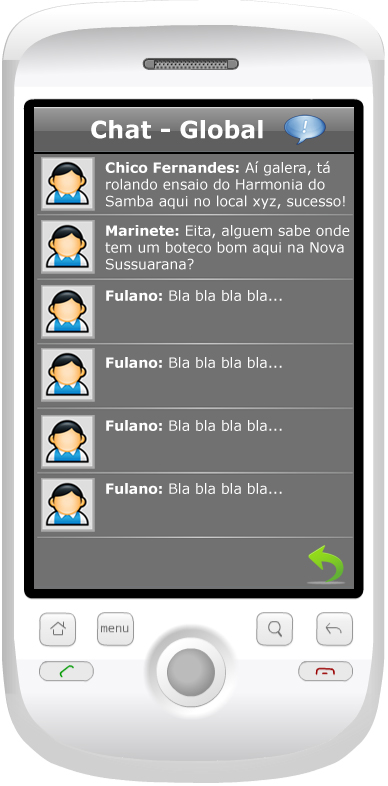 Chat - Global
Chico Fernandes: Aí galera, tá
rolando ensaio do Harmonia do
Samba aqui no local xyz, sucesso!
Marinete: Eita, alguem sabe onde
tem um boteco bom aqui na Nova
Sussuarana?
Fulano: Bla bla bla bla...
Fulano: Bla bla bla bla...
Fulano: Bla bla bla bla...
Fulano: Bla bla bla bla...
menu